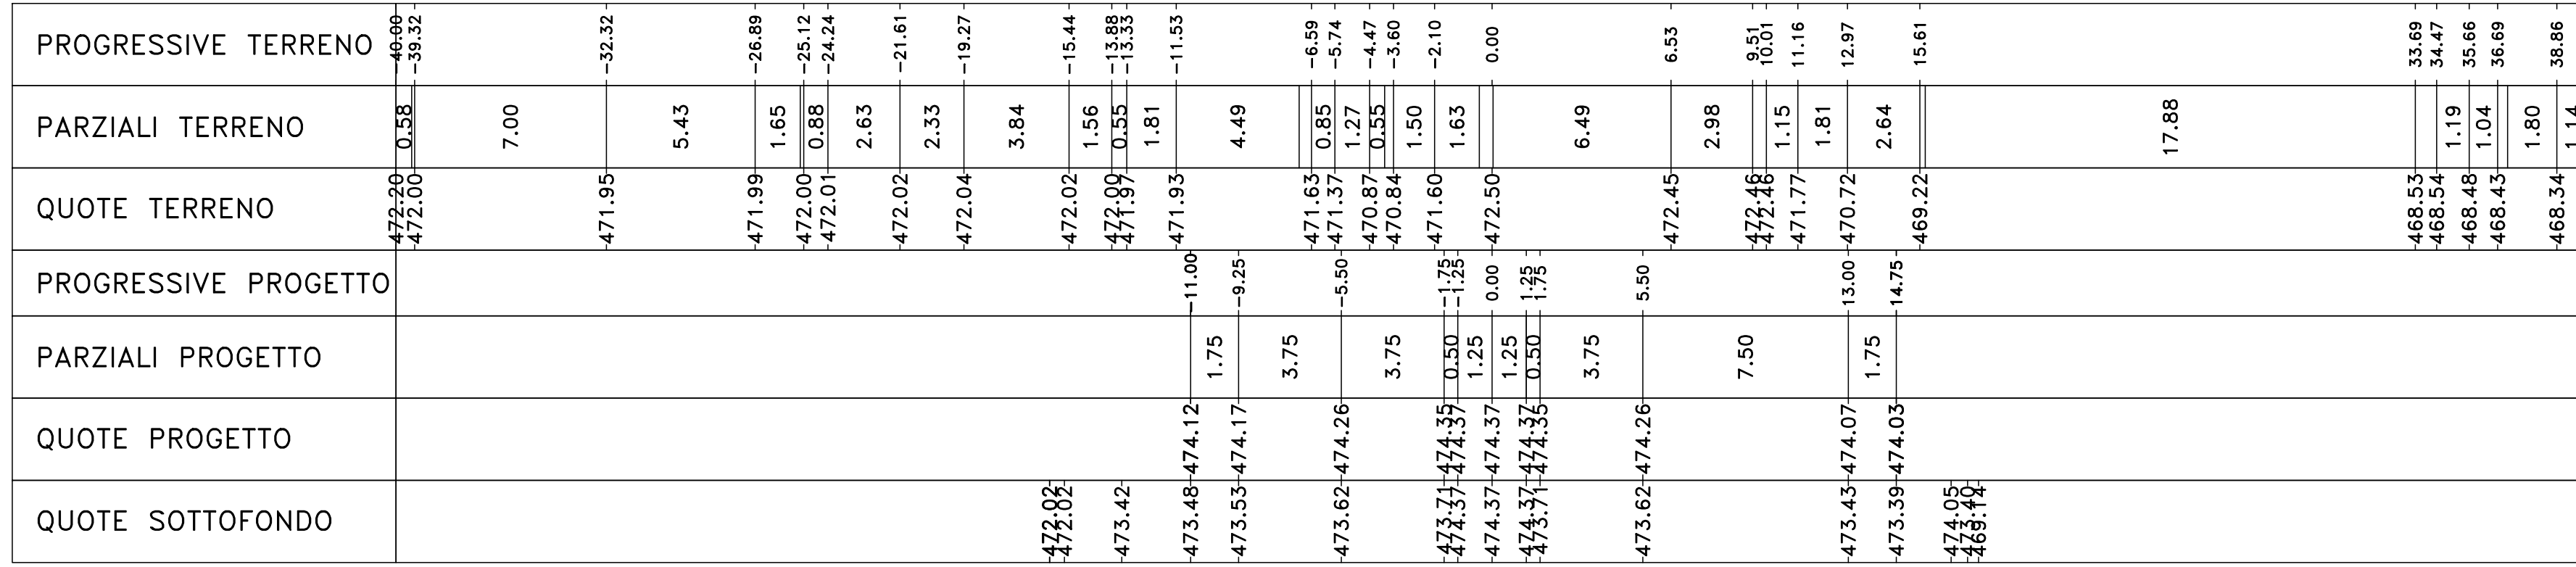 PROGRESSIVE TERRENO -40.00 -39.32 -32.32 -26.89 -25.12 -24.24 -21.61 -19.27 -15.44 -13.88 -13.33 -11.53 -6.59 -5.74 -4.47 -3.60 -2.10 0.00 6.53 9.51 10.01 11.16 12.97 15.61 33.69 34.47 35.66 36.69 38.86
PARZIALI TERRENO 0.58 7.00 5.43 1.65 0.88 2.63 2.33 3.84 1.56 0.55 1.81 4.49 0.85 1.27 0.55 1.50 1.63 6.49 2.98 1.15 1.81 2.64 17.88 1.19 1.04 1.80
QUOTE TERRENO 472.20 472.00 471.95 471.99 472.00 472.01 472.02 472.04 472.02 472.00 471.97 471.93 471.63 471.37 470.87 470.84 471.60 472.50 472.45 472.46 472.46 471.77 470.72 469.22 468.53 468.54 468.48 468.43 468.34
PROGRESSIVE PROGETTO -11.00 -9.25 -5.50 -1.75 -1.25 0.00 1.25 1.75 5.50 13.00 14.75
PARZIALI PROGETTO 1.75 3.75 3.75 0.50 1.25 1.25 0.50 3.75 7.50 1.75
QUOTE PROGETTO 474.12 474.17 474.26 474.35 474.37 474.37 474.37 474.35 474.26 474.07 474.03
QUOTE SOTTOFONDO 472.02 472.02 473.42 473.48 473.53 473.62 473.71 474.37 474.37 474.37 473.71 473.62 473.43 473.39 474.05 473.40 469.14